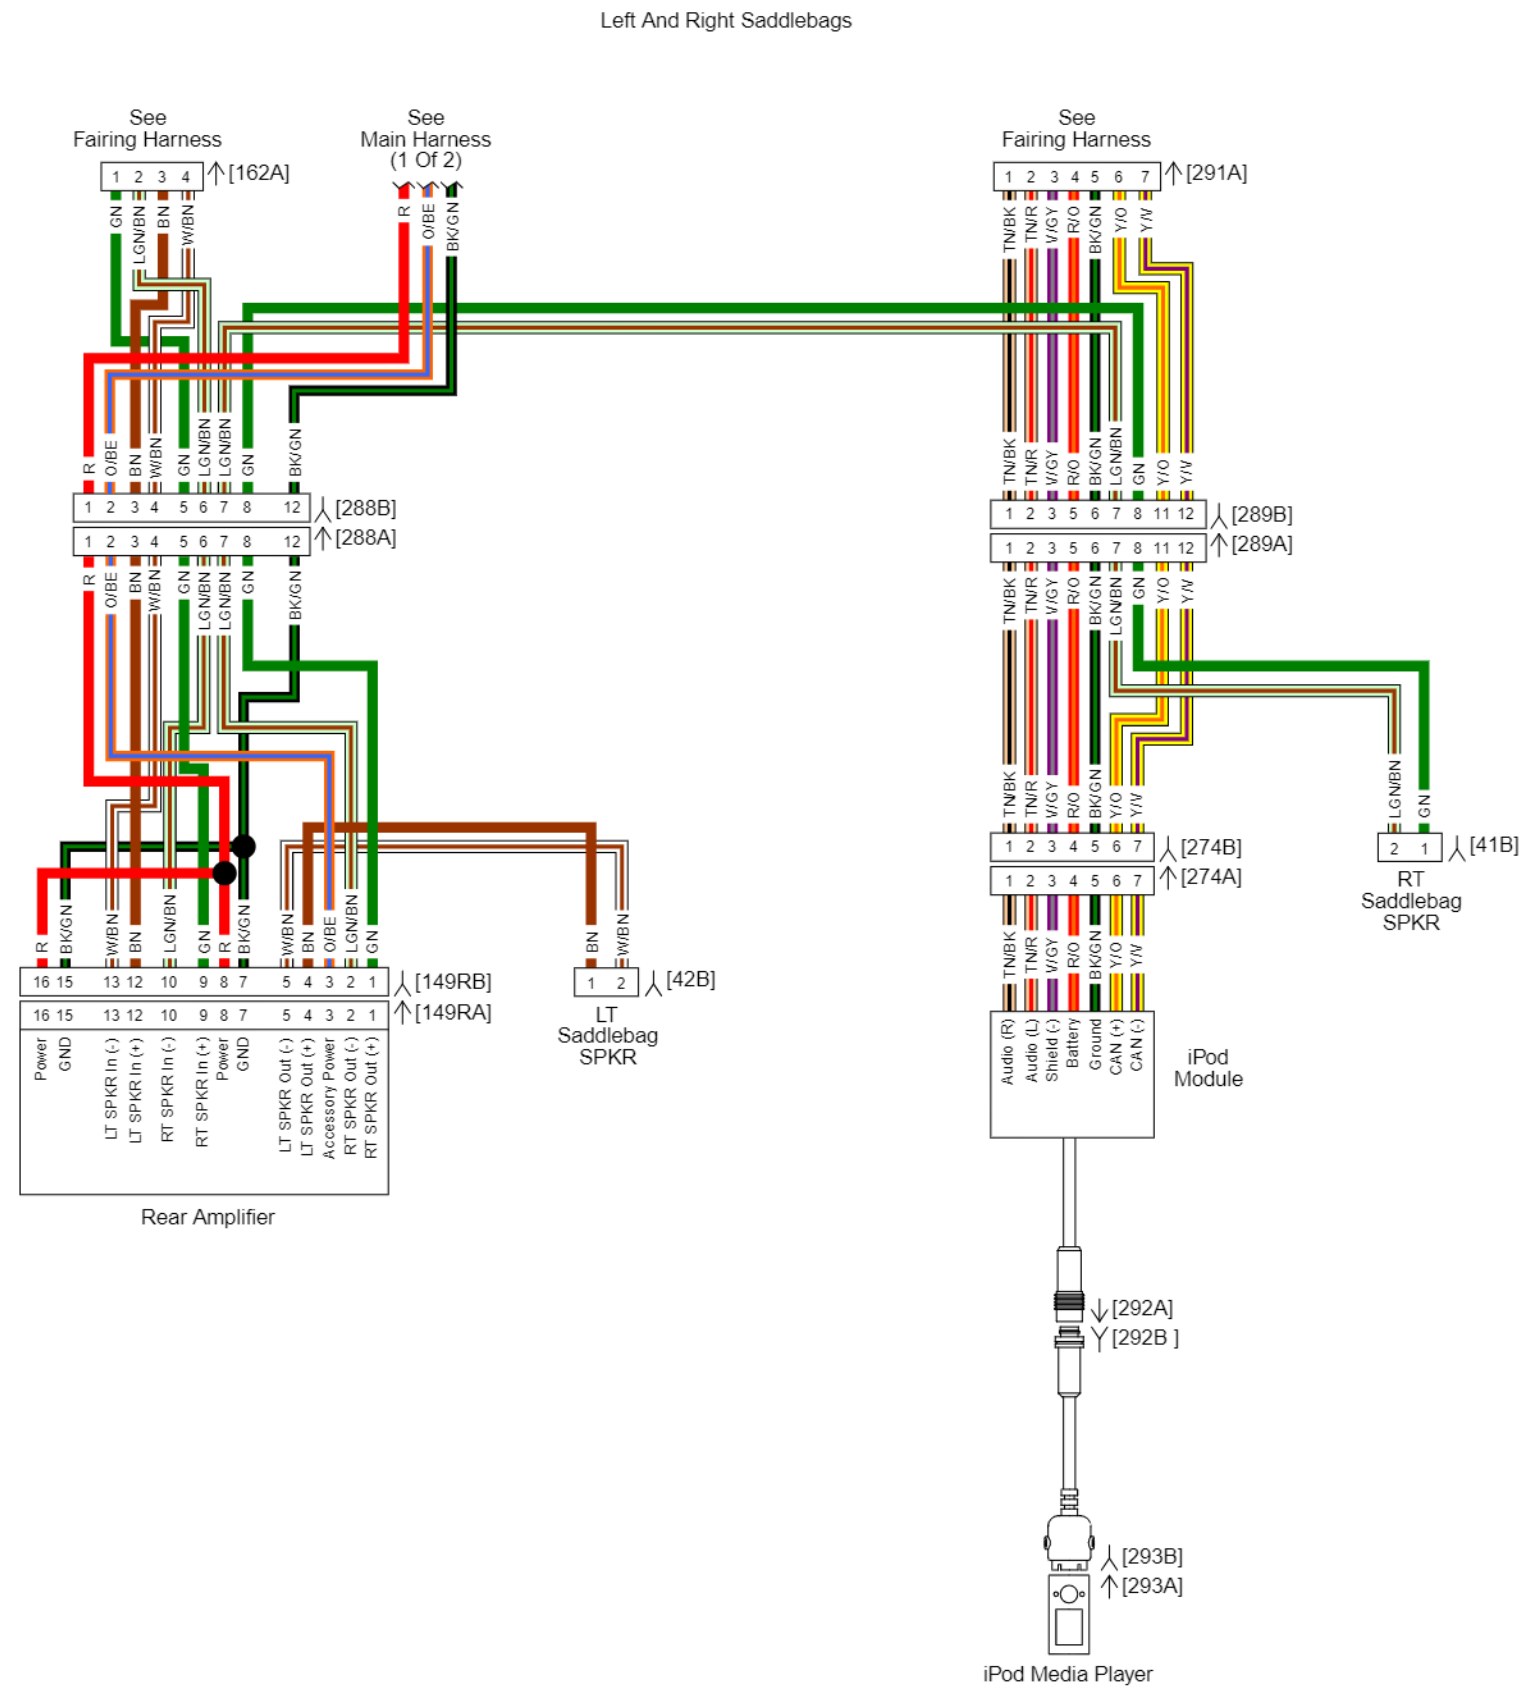 Left And Right Saddlebags
See
Fairing Harness
1 2 3 4 [162A]
GN LGN/BN BN W/BN
See
Main Harness
(1 Of 2)
R O/BE BK/GN
See
Fairing Harness
1 2 3 4 5 6 7 [291A]
TN/BK TN/R V/GY R/O BK/GN Y/O Y/V
R O/BE BN W/BN GN LGN/BN LGN/BN GN BK/GN
1 2 3 4 5 6 7 8 12 [288B]
1 2 3 4 5 6 7 8 12 [288A]
R O/BE BN W/BN GN LGN/BN LGN/BN GN BK/GN
TN/BK TN/R V/GY R/O BK/GN LGN/BN GN Y/O Y/V
1 2 3 5 6 7 8 11 12 [289B]
1 2 3 5 6 7 8 11 12 [289A]
TN/BK TN/R V/GY R/O BK/GN LGN/BN GN Y/O Y/V
TN/BK TN/R V/GY R/O BK/GN Y/O Y/V
1 2 3 4 5 6 7 [274B]
1 2 3 4 5 6 7 [274A]
TN/BK TN/R V/GY R/O BK/GN Y/O Y/V
LGN/BN GN
2 1 [41B]
RT
Saddlebag
SPKR
R BK/GN W/BN BN LGN/BN GN R BK/GN W/BN BN O/BE LGN/BN GN
16 15 13 12 10 9 8 7 5 4 3 2 1 [149RB]
16 15 13 12 10 9 8 7 5 4 3 2 1 [149RA]
Power
GND
LT SPKR In (-)
LT SPKR In (+)
RT SPKR In (-)
RT SPKR In (+)
Power
GND
LT SPKR Out (-)
LT SPKR Out (+)
Accessory Power
RT SPKR Out (-)
RT SPKR Out (+)
Rear Amplifier
BN W/BN
1 2 [42B]
LT
Saddlebag
SPKR
Audio (R)
Audio (L)
Shield (-)
Battery
Ground
CAN (+)
CAN (-)
iPod
Module
[292A]
[292B ]
[293B]
[293A]
iPod Media Player